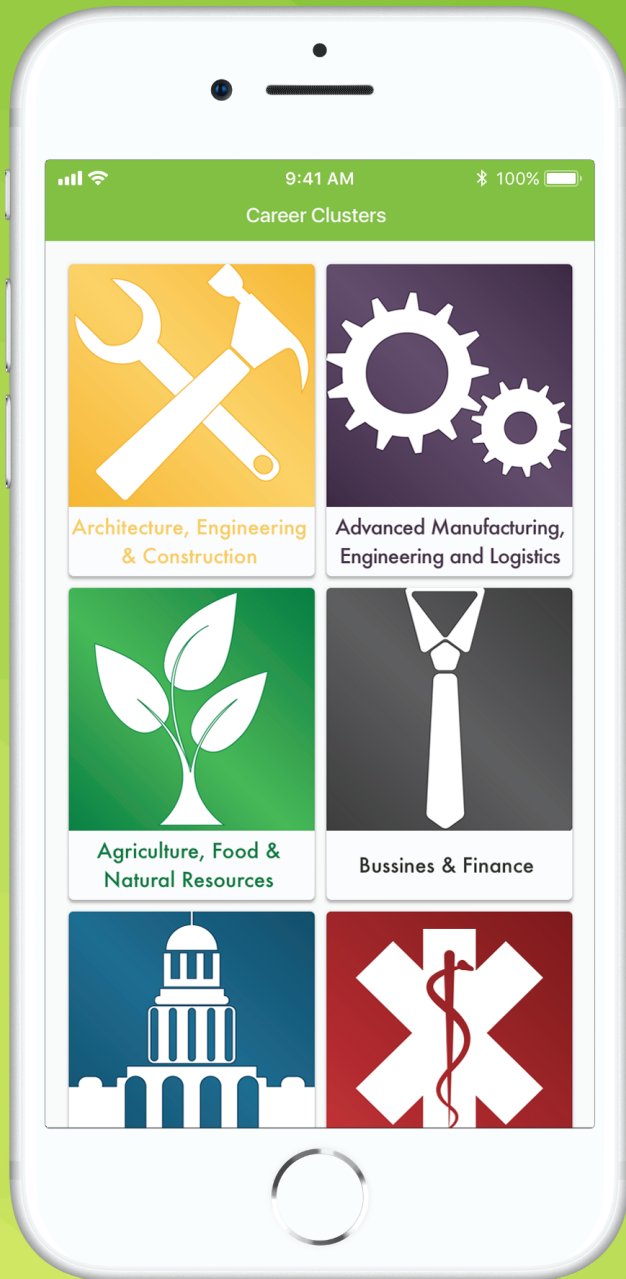 9:41 AM
100%
Career Clusters
Architecture, Engineering
& Construction
Advanced Manufacturing,
Engineering and Logistics
Agriculture, Food &
Natural Resources
Bussines & Finance